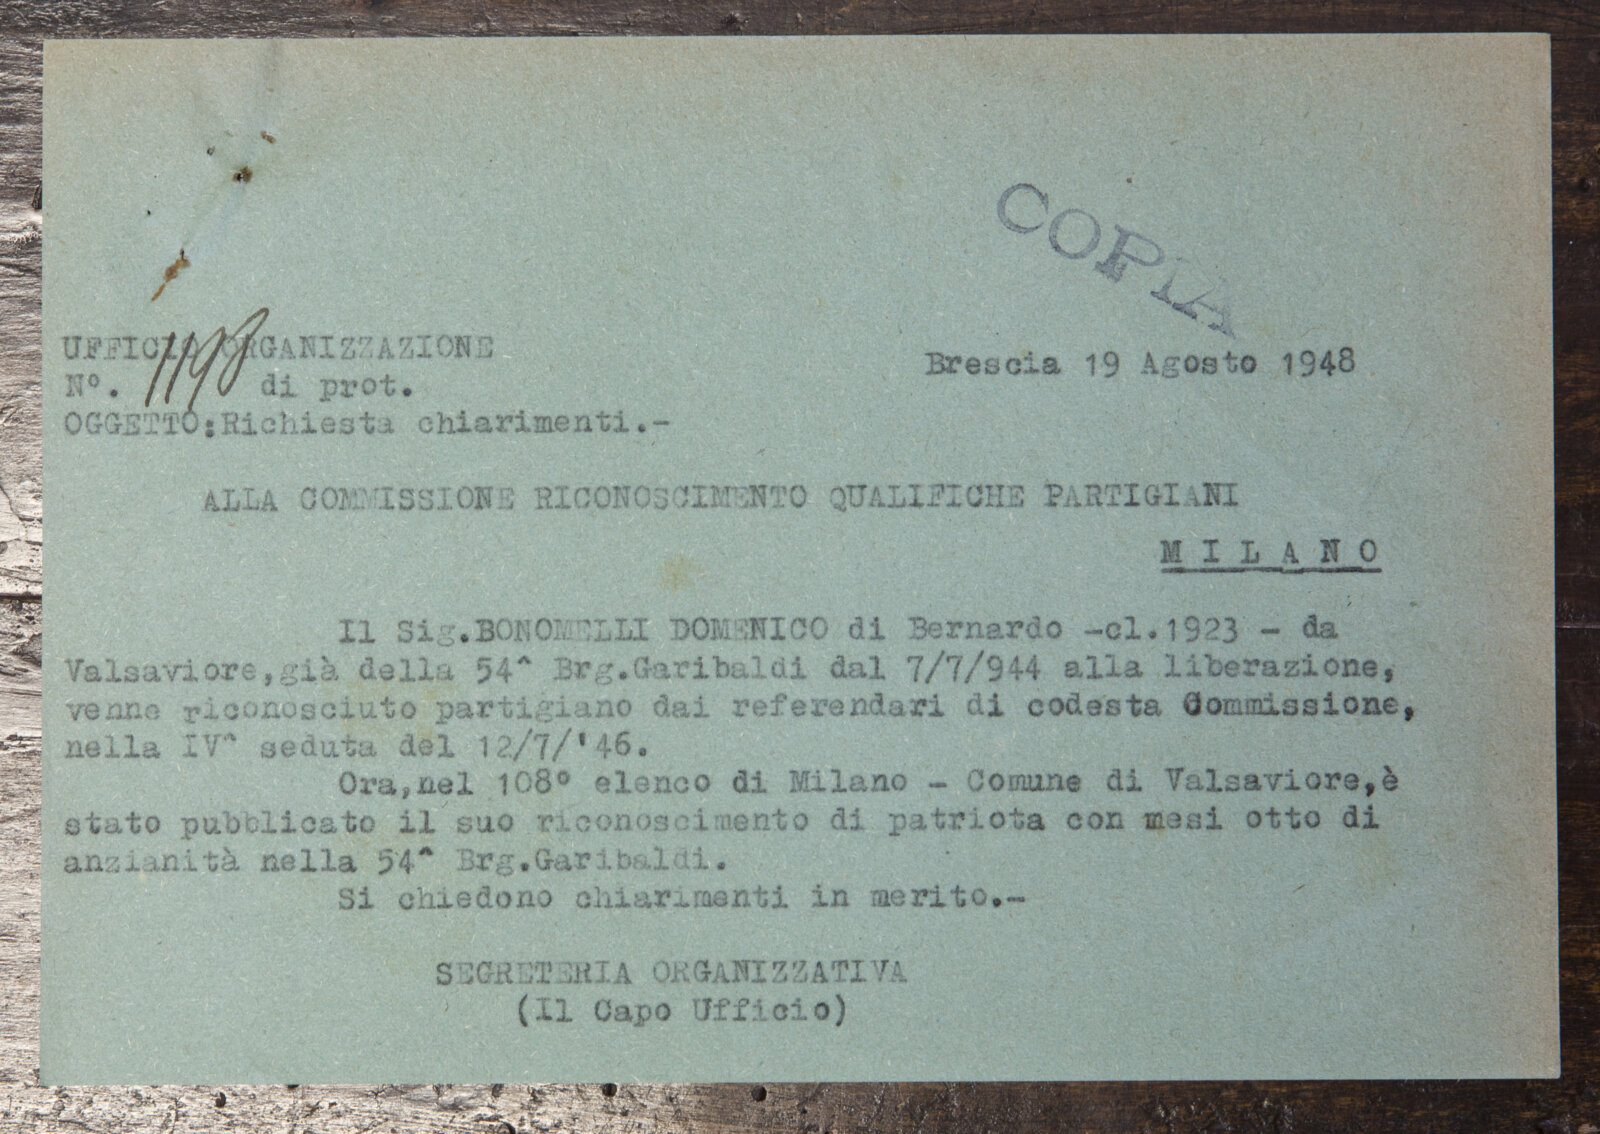 COPIA
UFFICIO ORGANIZZAZIONE
Brescia 19 Agosto 1948
N°. 1198 di prot.
OGGETTO:Richiesta chiarimenti.-
ALLA COMMISSIONE RICONOSCIMENTO QUALIFICHE PARTIGIANI
M I L A N O
Il Sig.BONOMELLI DOMENICO di Bernardo -cl.1923 - da
Valsaviore,già della 54^ Brg.Garibaldi dal 7/7/944 alla liberazione,
venne riconosciuto partigiano dai referendari di codesta Commissione,
nella IV^ seduta del 12/7/'46.
Ora,nel 108° elenco di Milano - Comune di Valsaviore,è
stato pubblicato il suo riconoscimento di patriota con mesi otto di
anzianità nella 54^ Brg.Garibaldi.
Si chiedono chiarimenti in merito.-
SEGRETERIA ORGANIZZATIVA
(Il Capo Ufficio)